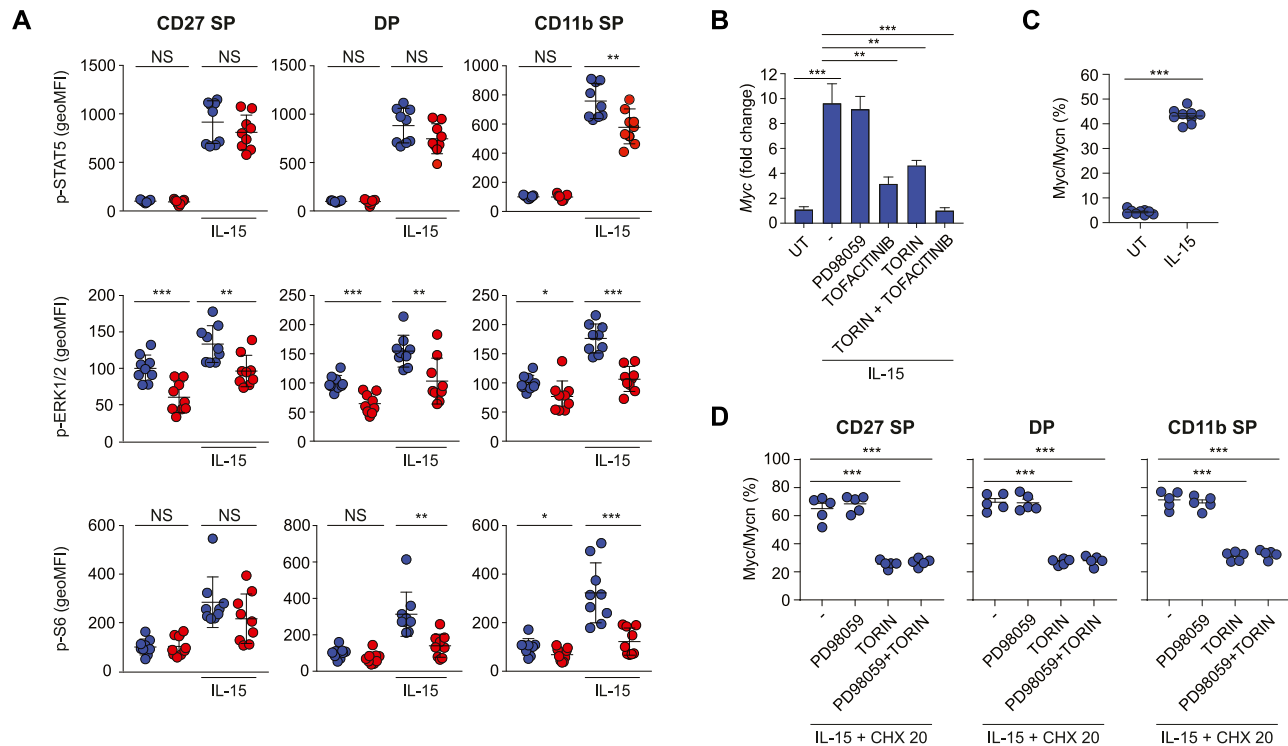 A
CD27 SP
DP
CD11b SP
p-STAT5 (geoMFI)
NS
NS
1500
1000
500
0
IL-15
NS
NS
1500
1000
500
0
IL-15
NS
**
1000
800
600
400
200
0
IL-15
p-ERK1/2 (geoMFI)
***
**
200
150
100
50
0
IL-15
***
**
250
200
150
100
50
0
IL-15
*
***
250
200
150
100
50
0
IL-15
p-S6 (geoMFI)
NS
NS
600
400
200
0
IL-15
NS
**
800
600
400
200
0
IL-15
*
***
600
400
200
0
IL-15
B
***
**
**
***
Myc (fold change)
12
10
8
6
4
2
0
UT
-
PD98059
TOFACITINIB
TORIN
TORIN + TOFACITINIB
IL-15
C
***
Myc/Mycn (%)
60
50
40
30
20
10
0
UT
IL-15
D
CD27 SP
DP
CD11b SP
Myc/Mycn (%)
100
80
60
40
20
0
***
***
-
PD98059
TORIN
PD98059+TORIN
IL-15 + CHX 20
***
***
-
PD98059
TORIN
PD98059+TORIN
IL-15 + CHX 20
***
***
-
PD98059
TORIN
PD98059+TORIN
IL-15 + CHX 20